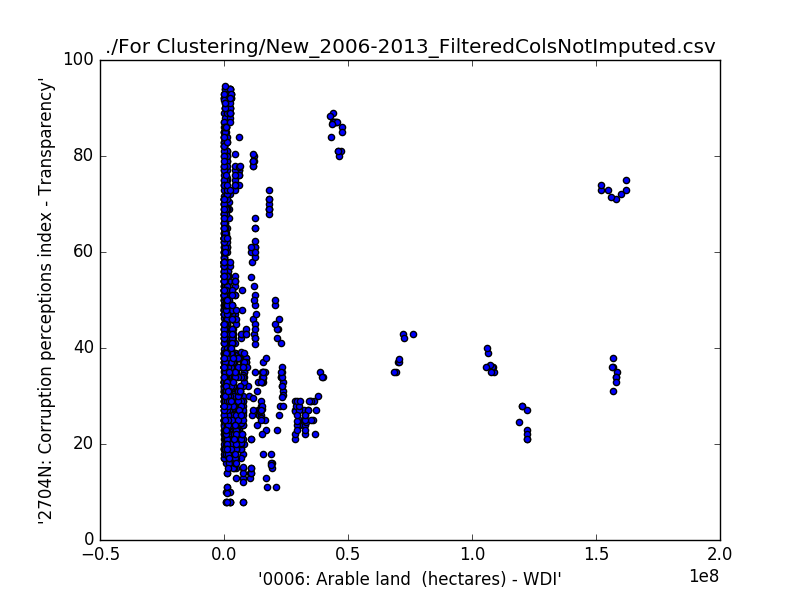 ./For Clustering/New_2006-2013_FilteredColsNotImputed.csv
100
80
60
40
20
0
'2704N: Corruption perceptions index - Transparency'
−0.5 0.0 0.5 1.0 1.5 2.0
1e8
'0006: Arable land  (hectares) - WDI'